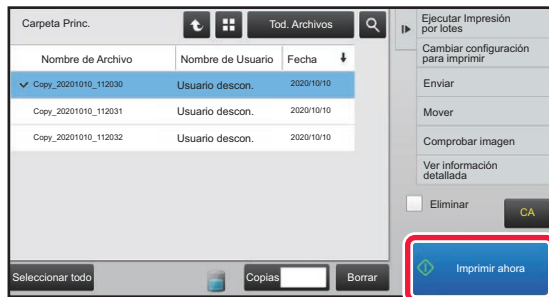 Carpeta Princ.
Tod. Archivos
Nombre de Archivo
Nombre de Usuario
Fecha
Copy_20201010_112030
Usuario descon.
2020/10/10
Copy_20201010_112031
Usuario descon.
2020/10/10
Copy_20201010_112032
Usuario descon.
2020/10/10
Seleccionar todo
Copias
Borrar
Ejecutar Impresión
por lotes
Cambiar configuración
para imprimir
Enviar
Mover
Comprobar imagen
Ver información
detallada
Eliminar
CA
Imprimir ahora